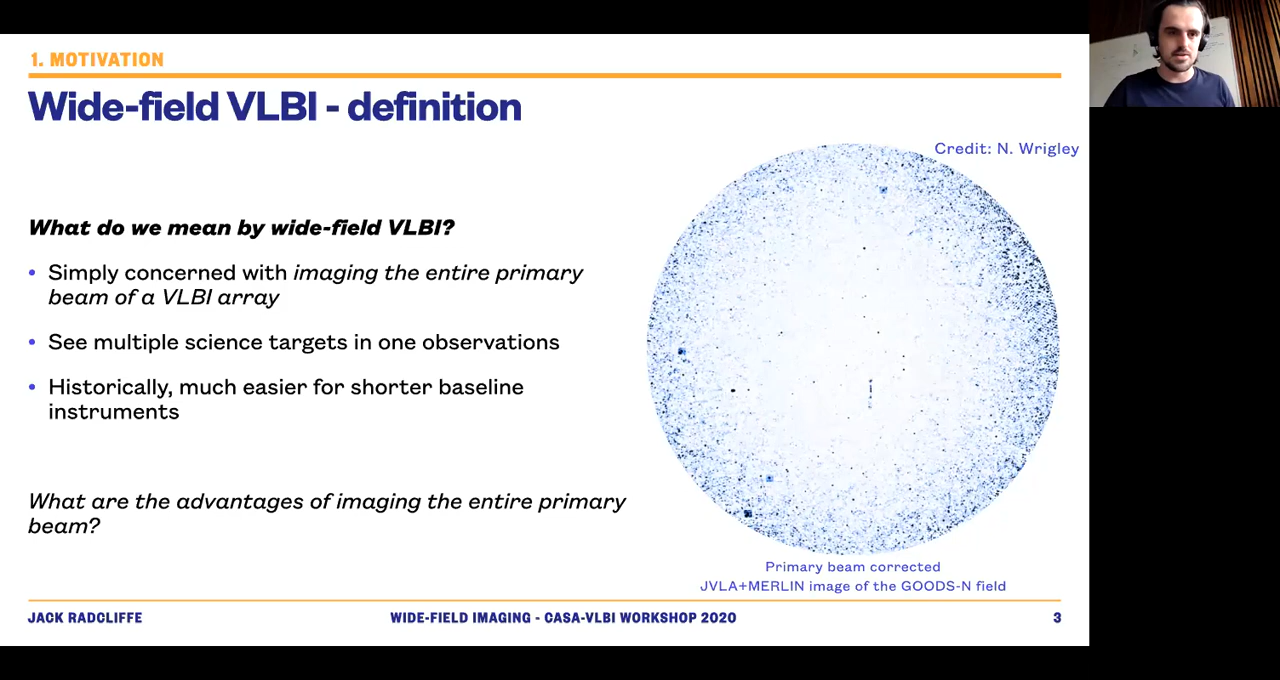 1. MOTIVATION
Wide-field VLBI - definition
Credit: N. Wrigley
What do we mean by wide-field VLBI?
• Simply concerned with imaging the entire primary
beam of a VLBI array
• See multiple science targets in one observations
• Historically, much easier for shorter baseline
instruments
What are the advantages of imaging the entire primary
beam?
Primary beam corrected
JVLA+MERLIN image of the GOODS-N field
JACK RADCLIFFE
WIDE-FIELD IMAGING - CASA-VLBI WORKSHOP 2020
3